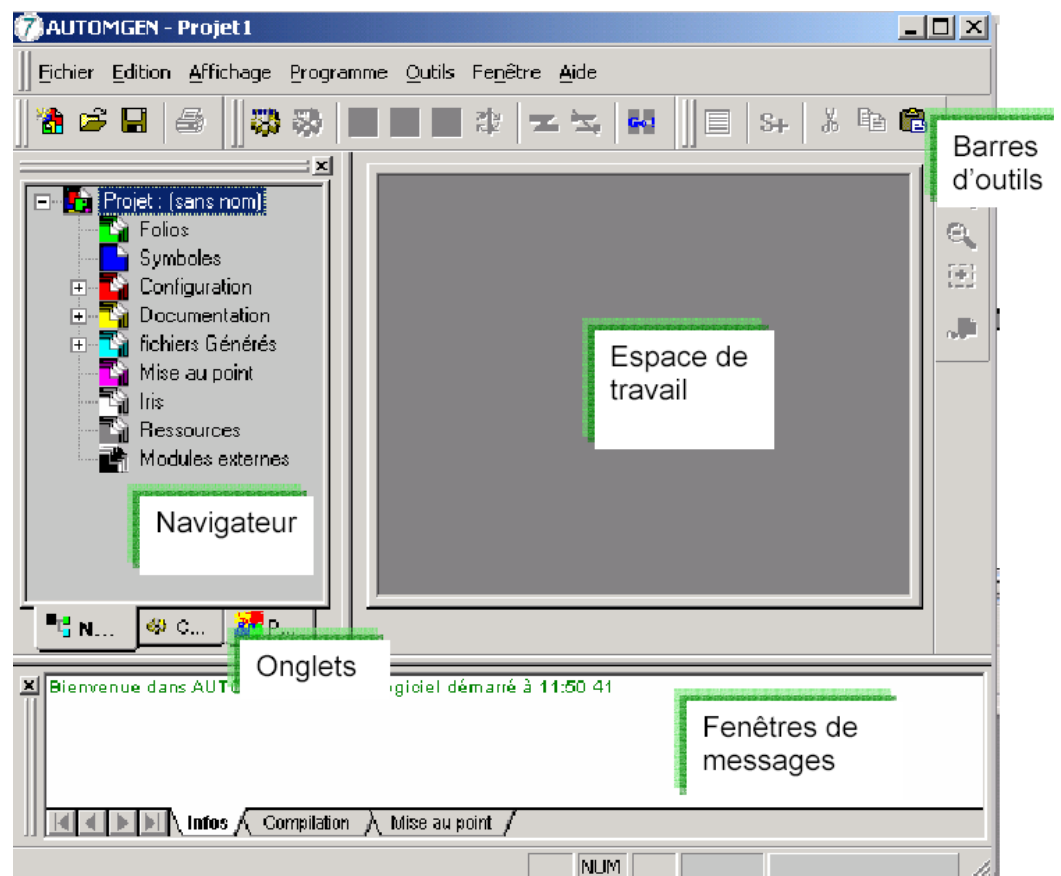 AUTOMGEN - Projet1
Fichier Edition Affichage Programme Outils Fenêtre Aide
Go!
S+
Barres
d'outils
Projet : (sans nom)
Folios
Symboles
Configuration
Documentation
fichiers Générés
Mise au point
Iris
Ressources
Modules externes
Espace de
travail
Navigateur
N... C... P...
Onglets
Bienvenue dans démarré à 11:50 41
Fenêtres de
messages
Infos Compilation Mise au point
NUM